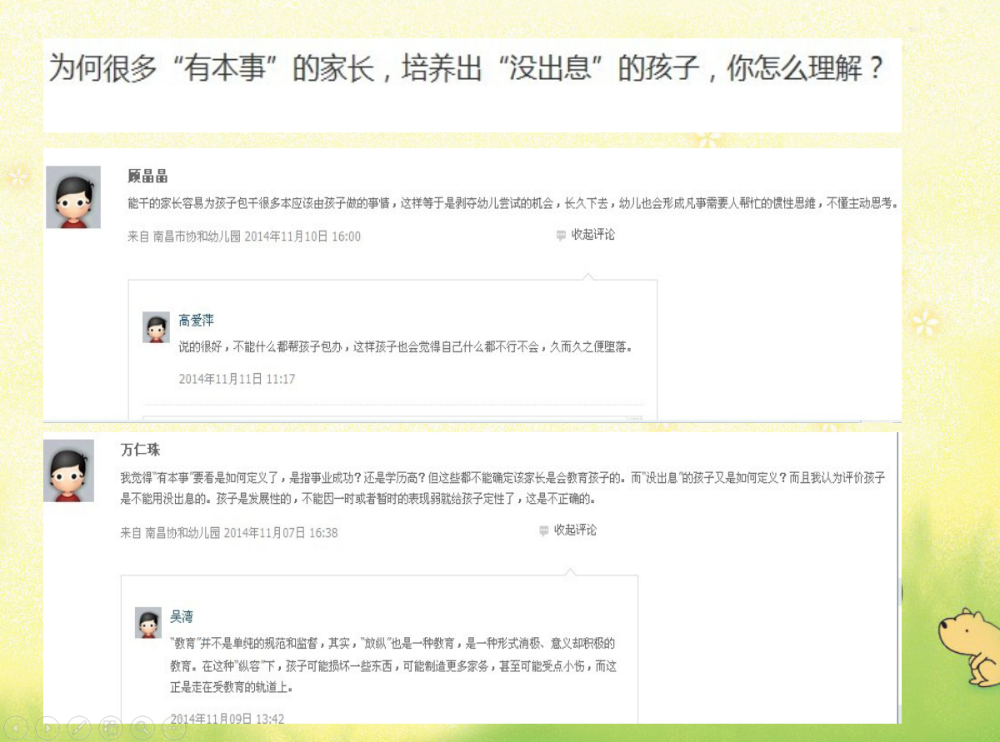 为何很多“有本事”的家长，培养出“没出息”的孩子，你怎么理解？
顾晶晶
能干的家长容易为孩子包干很多本应该由孩子做的事情，这样等于是剥夺幼儿尝试的机会，长久下去，幼儿也会形成凡事需要人帮忙的惯性思维，不懂主动思考。
来自 南昌市协和幼儿园 2014年11月10日 16:00 收起评论
高爱萍
说的很好，不能什么都帮孩子包办，这样孩子也会觉得自己什么都不行不会，久而久之便堕落。
2014年11月11日 11:17
万仁珠
我觉得“有本事”要看是如何定义了，是指事业成功？还是学历高？但这些都不能确定该家长是会教育孩子的。而“没出息”的孩子又是如何定义？而且我认为评价孩子
是不能用没出息的。孩子是发展性的，不能因一时或者暂时的表现弱就给孩子定性了，这是不正确的。
来自 南昌协和幼儿园 2014年11月07日 16:38 收起评论
吴湾
“教育”并不是单纯的规范和监督，其实，“放纵”也是一种教育，是一种形式消极、意义却积极的
教育。在这种“纵容”下，孩子可能损坏一些东西，可能制造更多家务，甚至可能受点小伤，而这
正是走在受教育的轨道上。
2014年11月09日 13:42